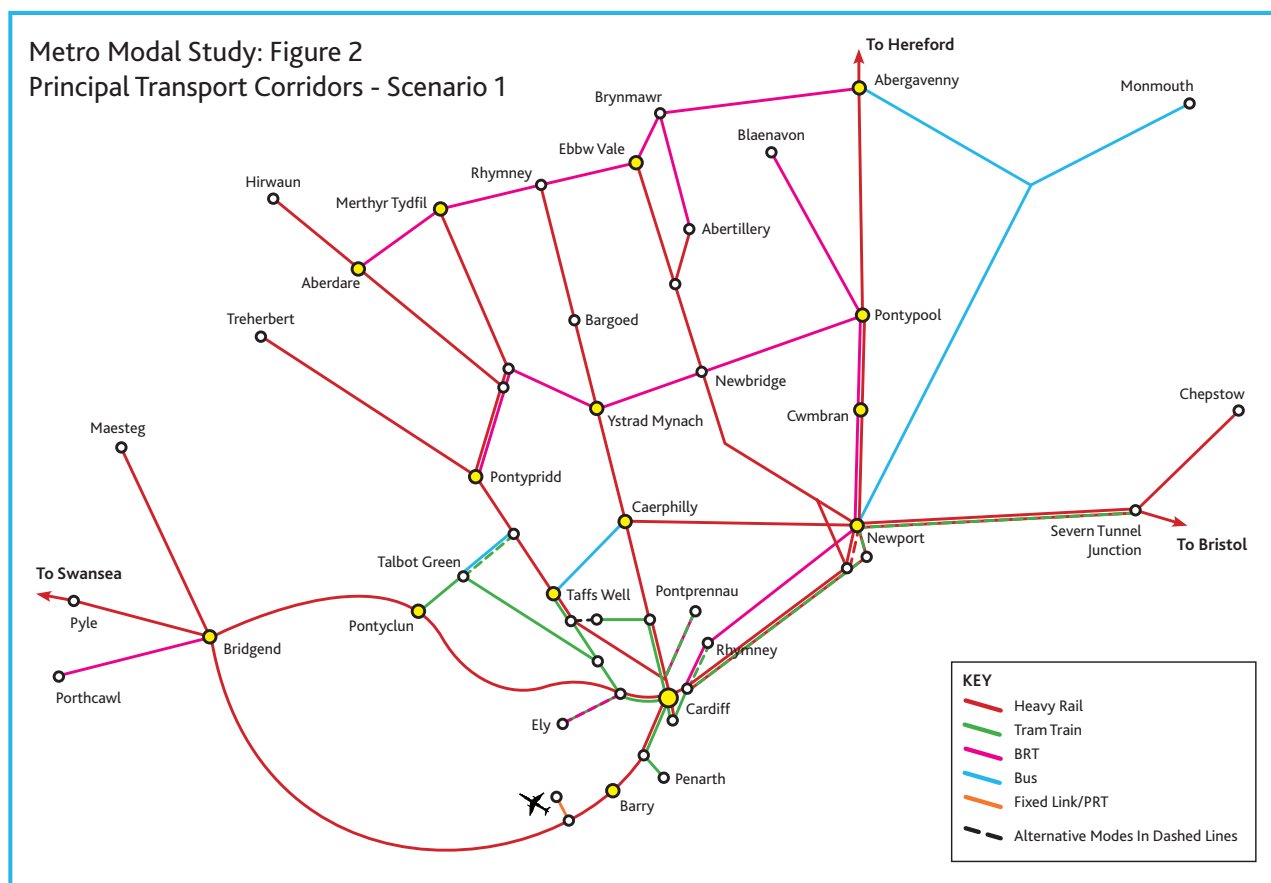 Metro Modal Study: Figure 2
Principal Transport Corridors - Scenario 1
To Hereford
Abergavenny
Monmouth
Brynmawr
Blaenavon
Ebbw Vale
Rhymney
Hirwaun
Merthyr Tydfil
Abertillery
Aberdare
Treherbert
Bargoed
Pontypool
Newbridge
Chepstow
Ystrad Mynach
Cwmbran
Maesteg
Pontypridd
Caerphilly
Newport
Severn Tunnel
Junction
To Bristol
Talbot Green
To Swansea
Taffs Well
Pontprennau
Pyle
Pontyclun
Bridgend
Rhymney
Porthcawl
Cardiff
Ely
Penarth
Barry
KEY
Heavy Rail
Tram Train
BRT
Bus
Fixed Link/PRT
Alternative Modes In Dashed Lines